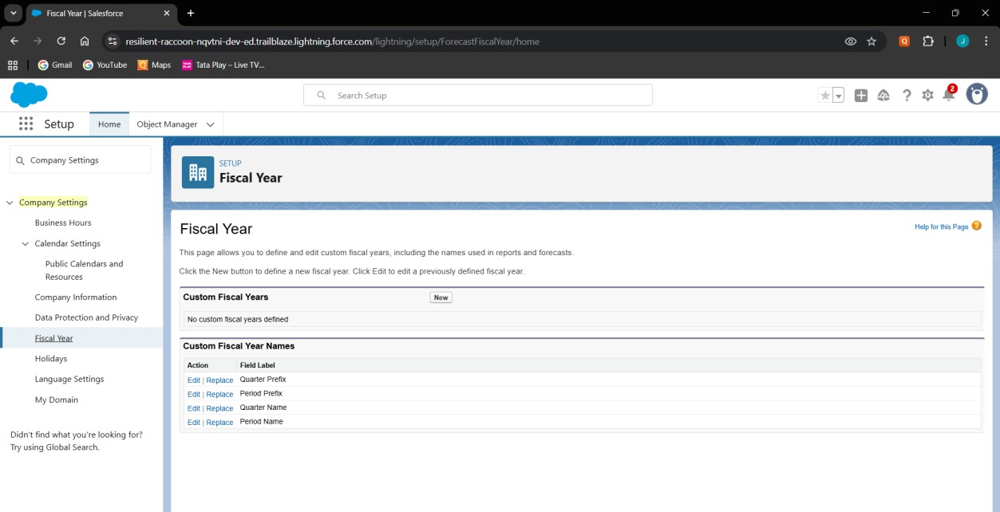 Fiscal Year | Salesforce
resilient-raccoon-nqvtni-dev-ed.trailblaze.lightning.force.com/lightning/setup/ForecastFiscalYear/home
Q
J
Gmail
YouTube
Maps
Tata Play – Live TV...
Search Setup
2
Setup
Home
Object Manager
Company Settings
Company Settings
Business Hours
Calendar Settings
Public Calendars and
Resources
Company Information
Data Protection and Privacy
Fiscal Year
Holidays
Language Settings
My Domain
Didn't find what you're looking for?
Try using Global Search.
SETUP
Fiscal Year
Fiscal Year
Help for this Page ?
This page allows you to define and edit custom fiscal years, including the names used in reports and forecasts.
Click the New button to define a new fiscal year. Click Edit to edit a previously defined fiscal year.
Custom Fiscal Years New
No custom fiscal years defined
Custom Fiscal Year Names
Action Field Label
Edit | Replace Quarter Prefix
Edit | Replace Period Prefix
Edit | Replace Quarter Name
Edit | Replace Period Name